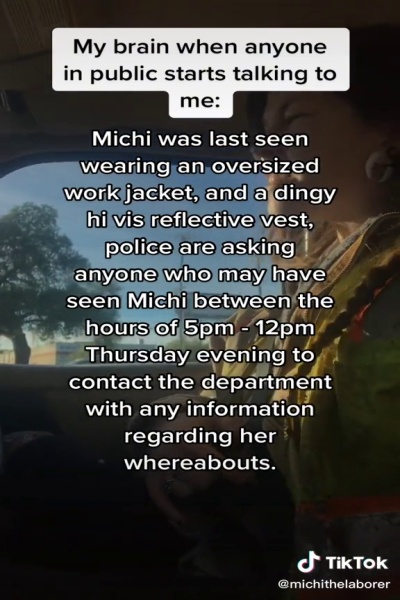 My brain when anyone
in public starts talking to
me:
Michi was last seen
wearing an oversized
work jacket, and a dingy
hi vis reflective vest,
police are asking
anyone who may have
seen Michi between the
hours of 5pm - 12pm
Thursday evening to
contact the department
with any information
regarding her
whereabouts.
TikTok
@michithelaborer